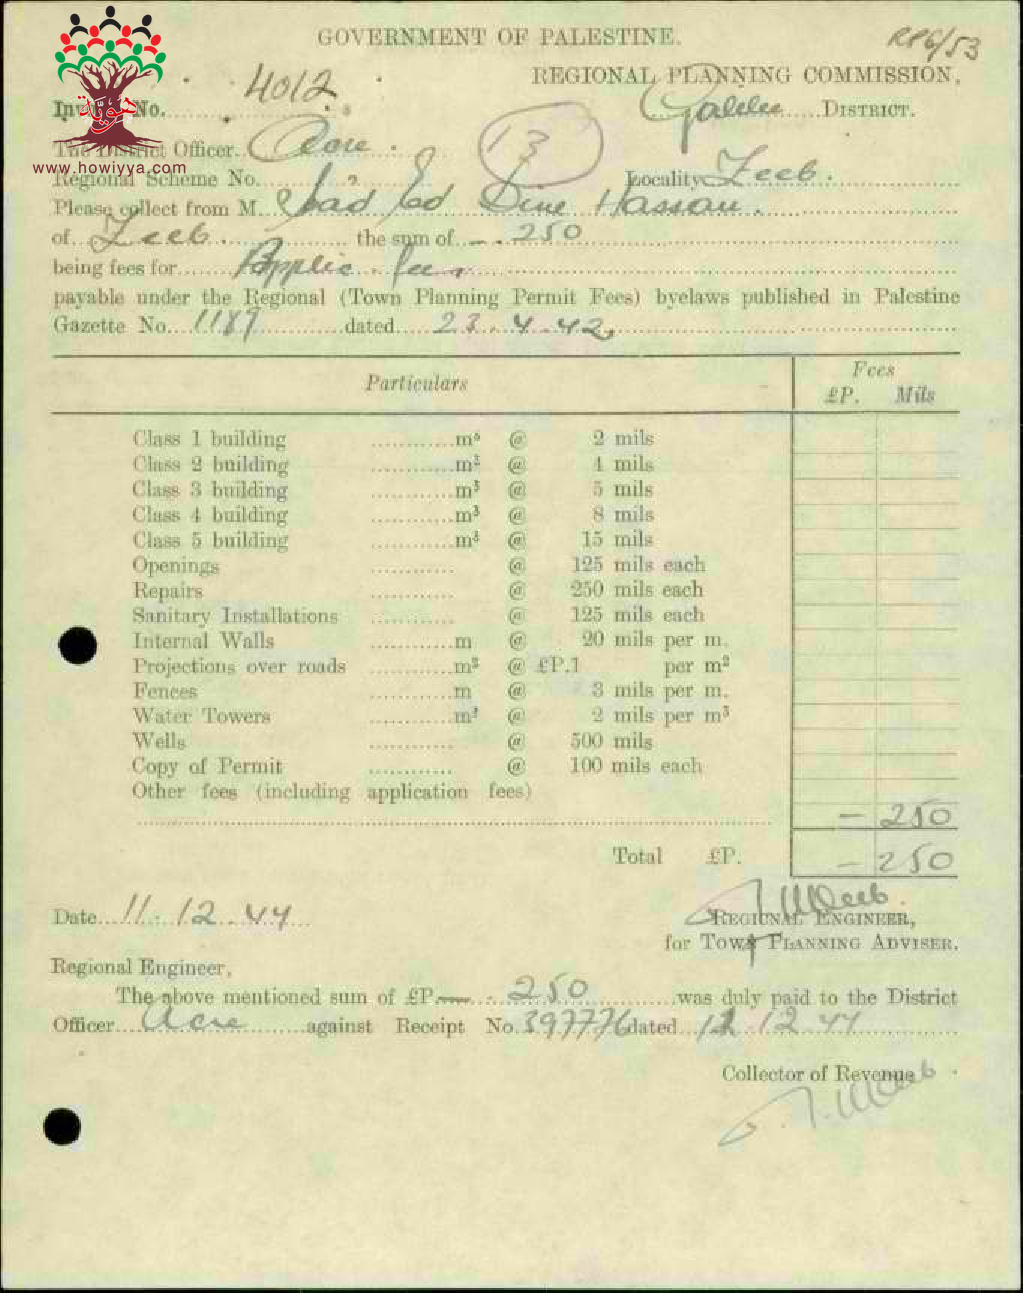 GOVERNMENT OF PALESTINE.
RP6/53
REGIONAL PLANNING COMMISSION,
هوية
www.howiyya.com
Invoice No. 4012
Galilee DISTRICT.
The District Officer Acre.
13
Regional Scheme No. Locality Zeeb.
Please collect from M. Ed Dine Hassan.
of Zeeb. the sum of - . 250
being fees for Applic. fees
payable under the Regional (Town Planning Permit Fees) byelaws published in Palestine
Gazette No. 1189 dated 23.4.42.
Particulars Fees
£P. Mils
Class 1 building m³ @ 2 mils
Class 2 building m³ @ 4 mils
Class 3 building m³ @ 5 mils
Class 4 building m³ @ 8 mils
Class 5 building m³ @ 15 mils
Openings @ 125 mils each
Repairs @ 250 mils each
Sanitary Installations @ 125 mils each
Internal Walls m @ 20 mils per m.
Projections over roads m² @ £P.1 per m²
Fences m @ 3 mils per m.
Water Towers m³ @ 2 mils per m³
Wells @ 500 mils
Copy of Permit @ 100 mils each
Other fees (including application fees)
- 250
Total £P. - 250
Date 11.12.44
REGIONAL ENGINEER,
for TOWN PLANNING ADVISER.
Regional Engineer,
The above mentioned sum of £P. - . 250 was duly paid to the District
Officer Acre against Receipt No. 397776 dated 12.12.44
Collector of Revenue